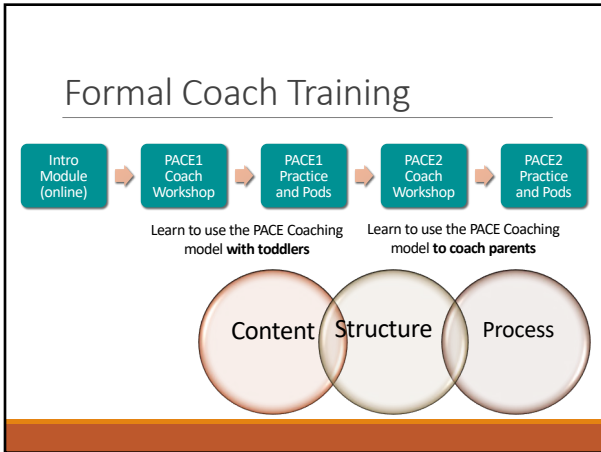 Formal Coach Training
Intro
Module
(online)
PACE1
Coach
Workshop
PACE1
Practice
and Pods
PACE2
Coach
Workshop
PACE2
Practice
and Pods
Learn to use the PACE Coaching
model with toddlers
Learn to use the PACE Coaching
model to coach parents
Content
Structure
Process